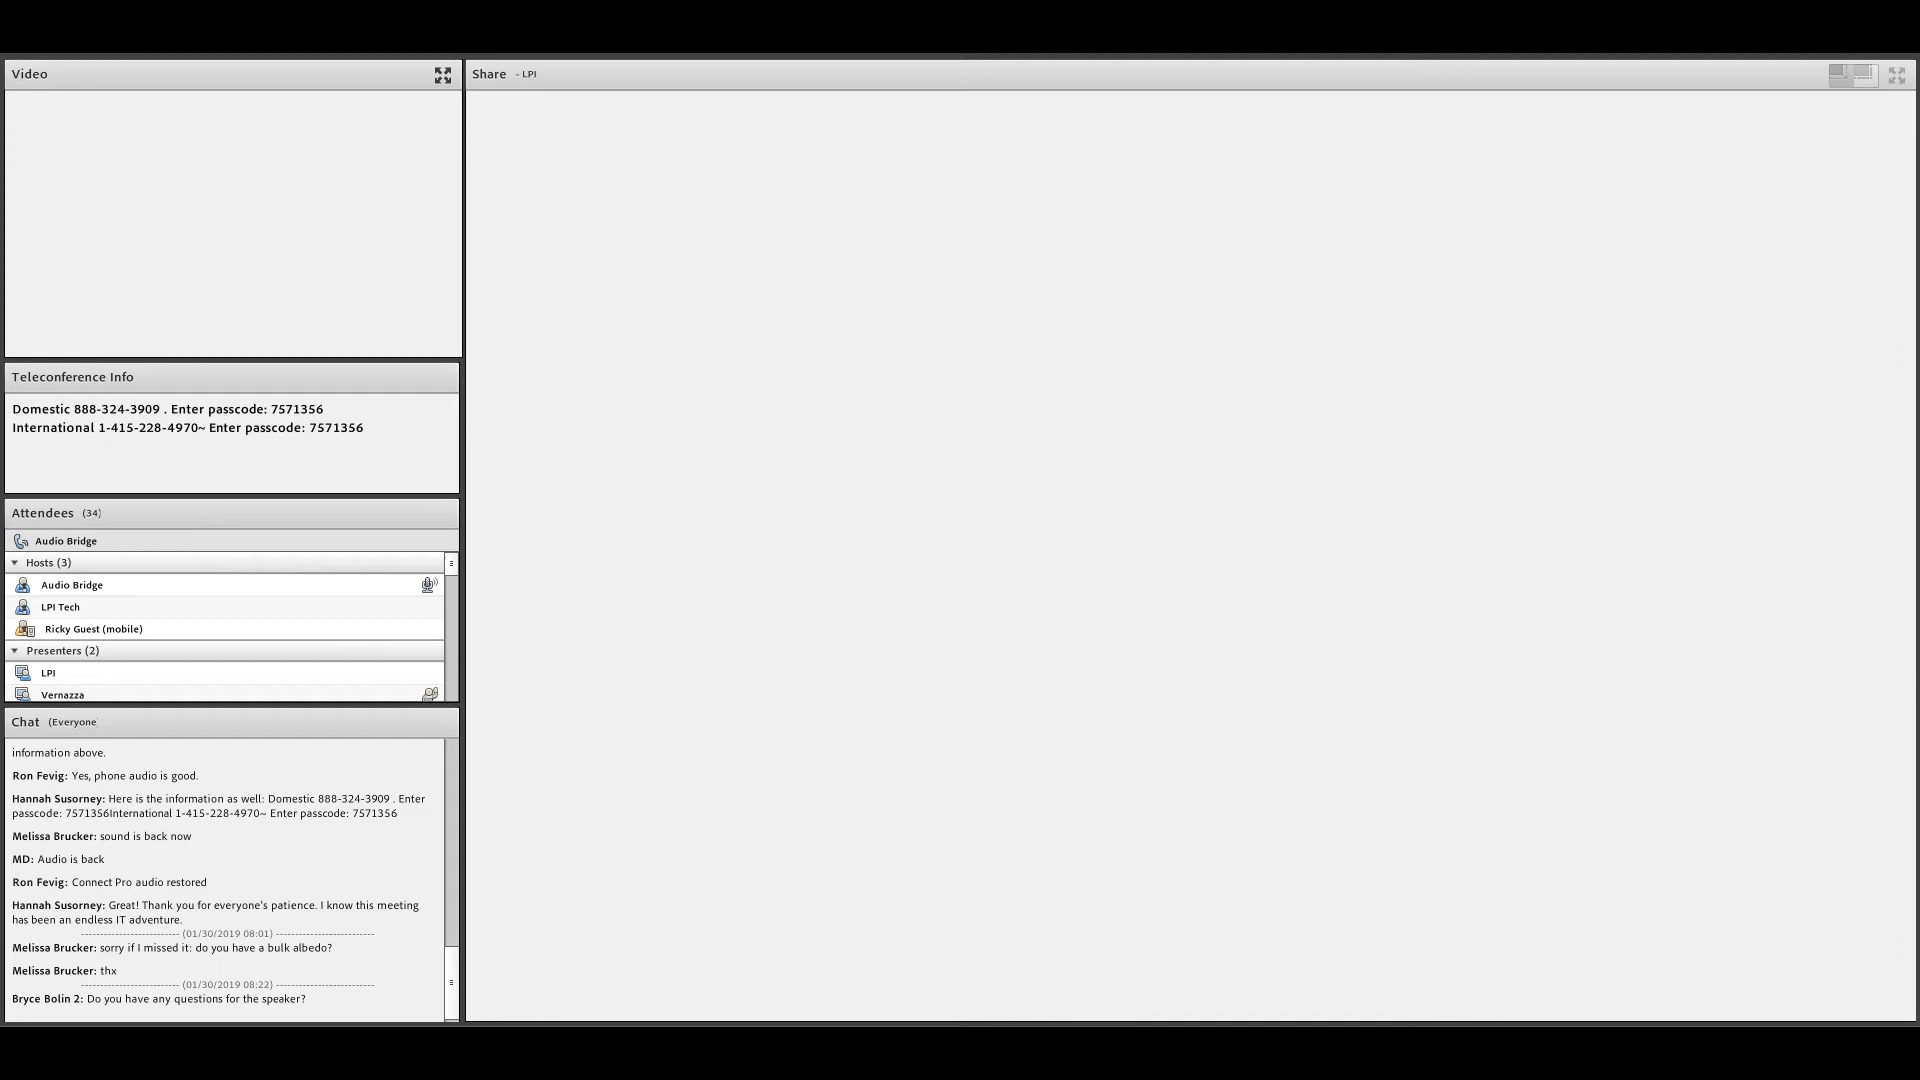 Video
Share - LPI
Teleconference Info
Domestic 888-324-3909 . Enter passcode: 7571356
International 1-415-228-4970~ Enter passcode: 7571356
Attendees (34)
Audio Bridge
Hosts (3)
Audio Bridge
LPI Tech
Ricky Guest (mobile)
Presenters (2)
LPI
Vernazza
Chat (Everyone
information above.
Ron Fevig: Yes, phone audio is good.
Hannah Susorney: Here is the information as well: Domestic 888-324-3909 . Enter
passcode: 7571356International 1-415-228-4970~ Enter passcode: 7571356
Melissa Brucker: sound is back now
MD: Audio is back
Ron Fevig: Connect Pro audio restored
Hannah Susorney: Great! Thank you for everyone's patience. I know this meeting
has been an endless IT adventure.
------------------------- (01/30/2019 08:01) -------------------------
Melissa Brucker: sorry if I missed it: do you have a bulk albedo?
Melissa Brucker: thx
------------------------- (01/30/2019 08:22) -------------------------
Bryce Bolin 2: Do you have any questions for the speaker?